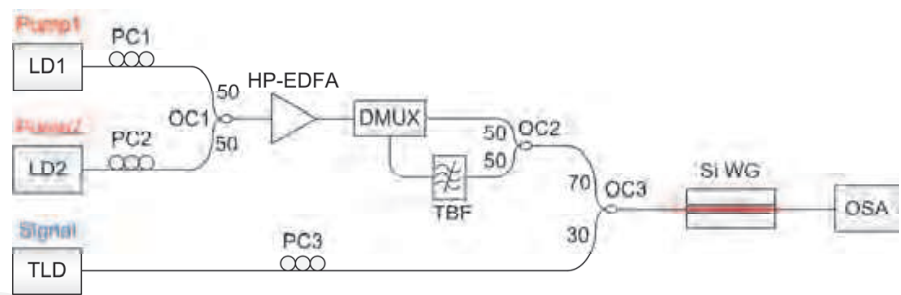 Pump1
PC1
LD1
HP-EDFA
50
OC1
DMUX
50
OC2
Pump2
PC2
50
50
LD2
TBF
70
OC3
Si WG
OSA
30
Signal
PC3
TLD